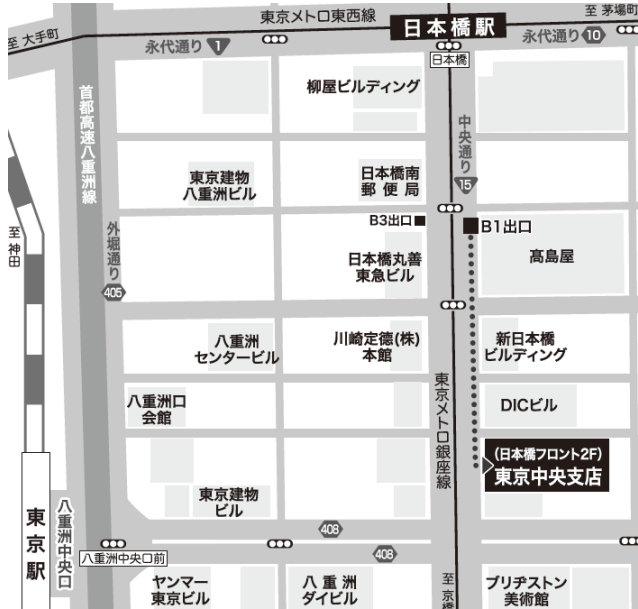 東京メトロ東西線
日本橋駅
至 茅場町
至 大手町
永代通り
1
日本橋
永代通り
10
首都高速八重洲線
柳屋ビルディング
中央通り
15
東京建物
八重洲ビル
日本橋南
郵便局
至 神田
外堀通り
405
B3出口
B1出口
日本橋丸善
東急ビル
髙島屋
八重洲
センタービル
川崎定德(株)
本館
新日本橋
ビルディング
八重洲口
会館
東京メトロ銀座線
DICビル
(日本橋フロント2F)
東京中央支店
東京建物
ビル
東京駅
八重洲中央口
408
八重洲中央口前
408
ヤンマー
東京ビル
八重洲
ダイビル
至 京橋
ブリヂストン
美術館